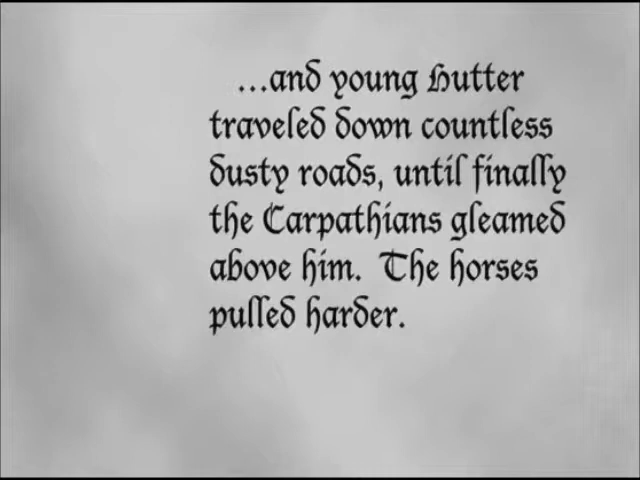 ...and young Hutter
traveled down countless
dusty roads, until finally
the Carpathians gleamed
above him. The horses
pulled harder.